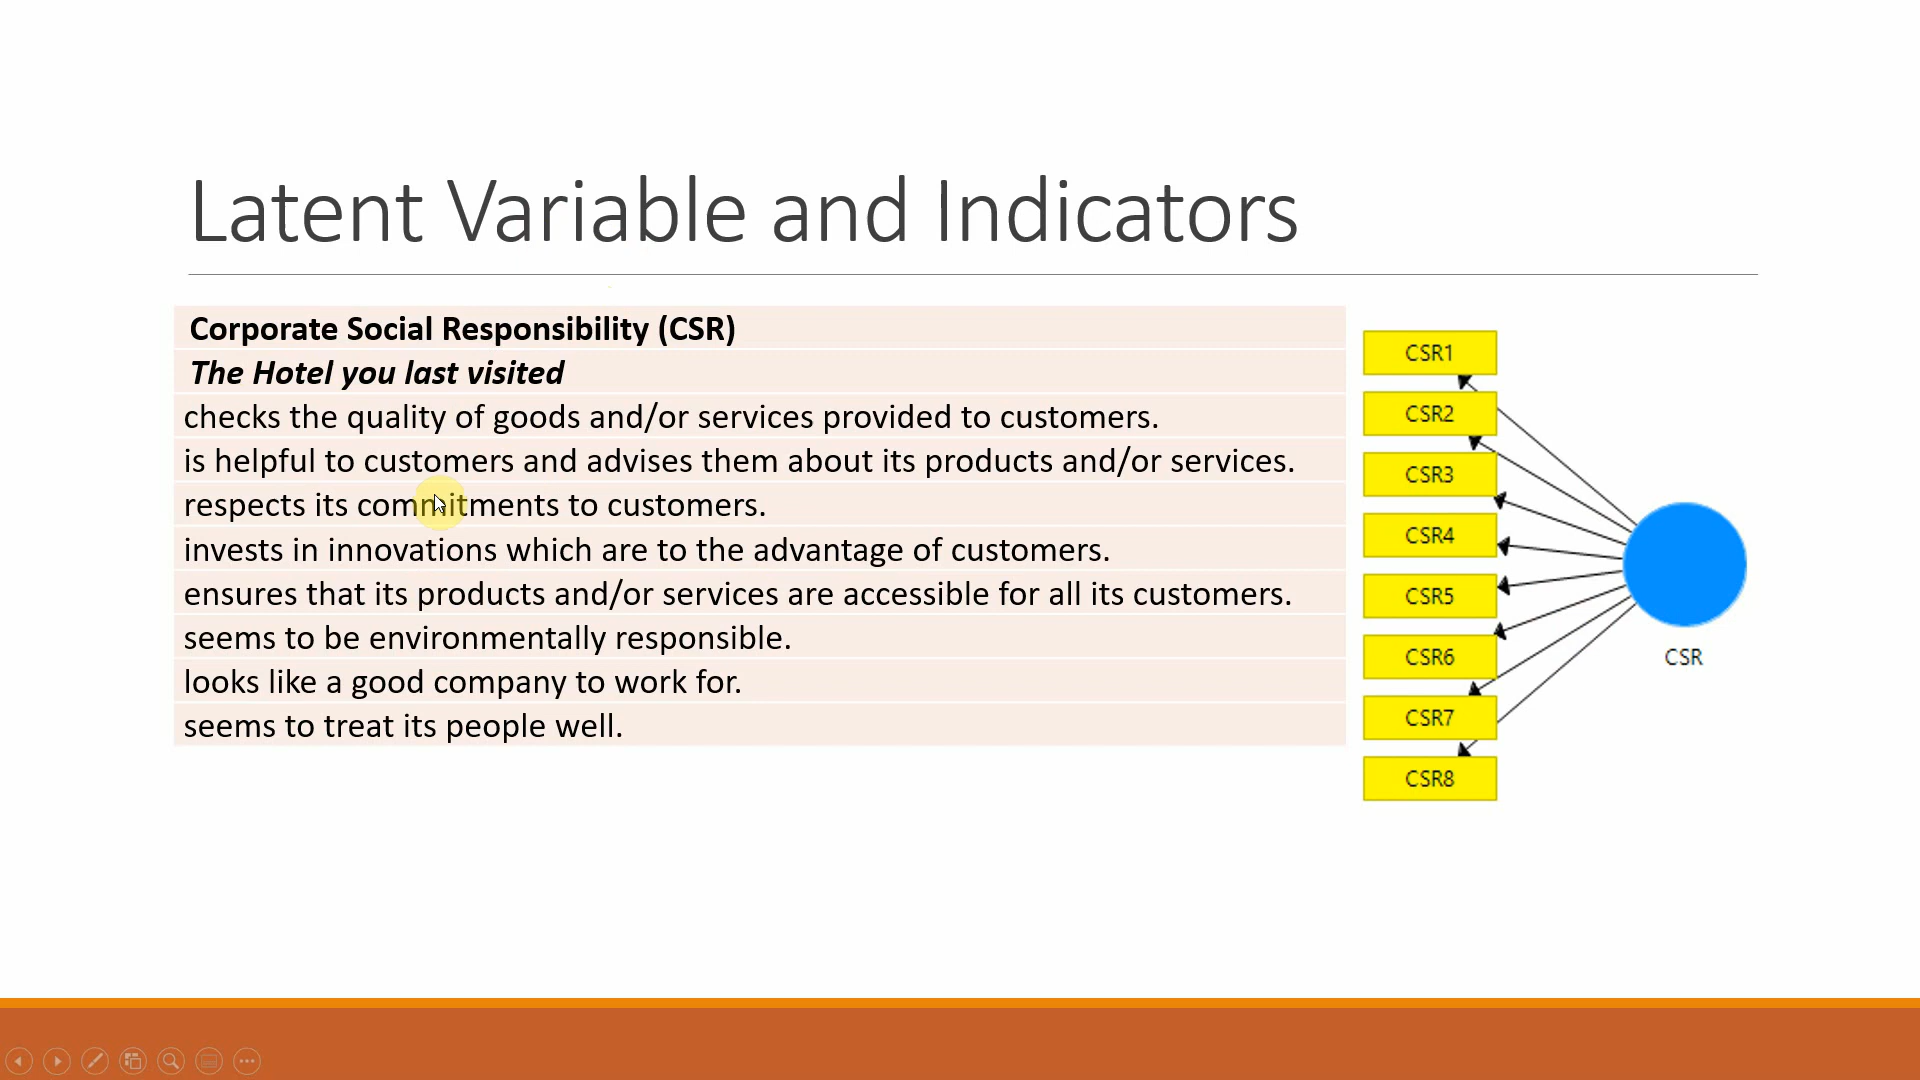 Latent Variable and Indicators
Corporate Social Responsibility (CSR)
The Hotel you last visited
checks the quality of goods and/or services provided to customers.
is helpful to customers and advises them about its products and/or services.
respects its commitments to customers.
invests in innovations which are to the advantage of customers.
ensures that its products and/or services are accessible for all its customers.
seems to be environmentally responsible.
looks like a good company to work for.
seems to treat its people well.
CSR1
CSR2
CSR3
CSR4
CSR5
CSR6
CSR7
CSR8
CSR